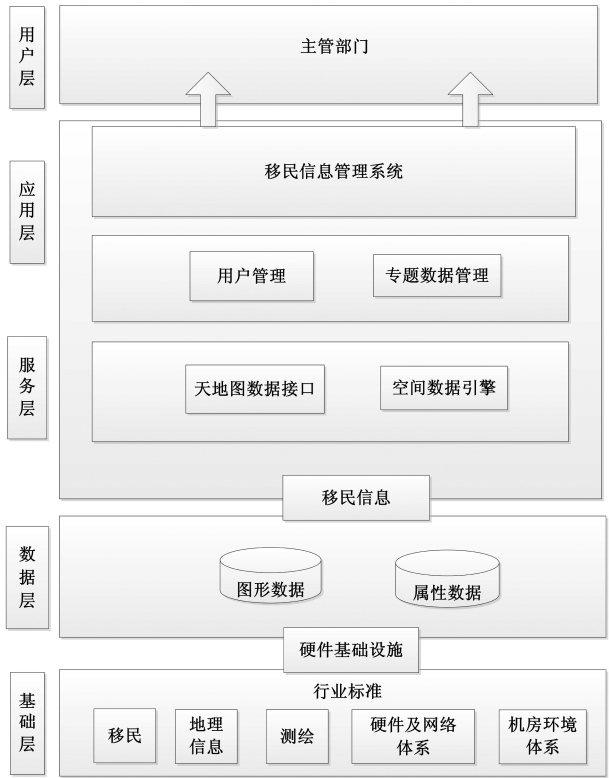 用户层
主管部门
应用层
移民信息管理系统
用户管理
专题数据管理
服务层
天地图数据接口
空间数据引擎
移民信息
数据层
图形数据
属性数据
硬件基础设施
基础层
行业标准
移民
地理
信息
测绘
硬件及网络
体系
机房环境
体系